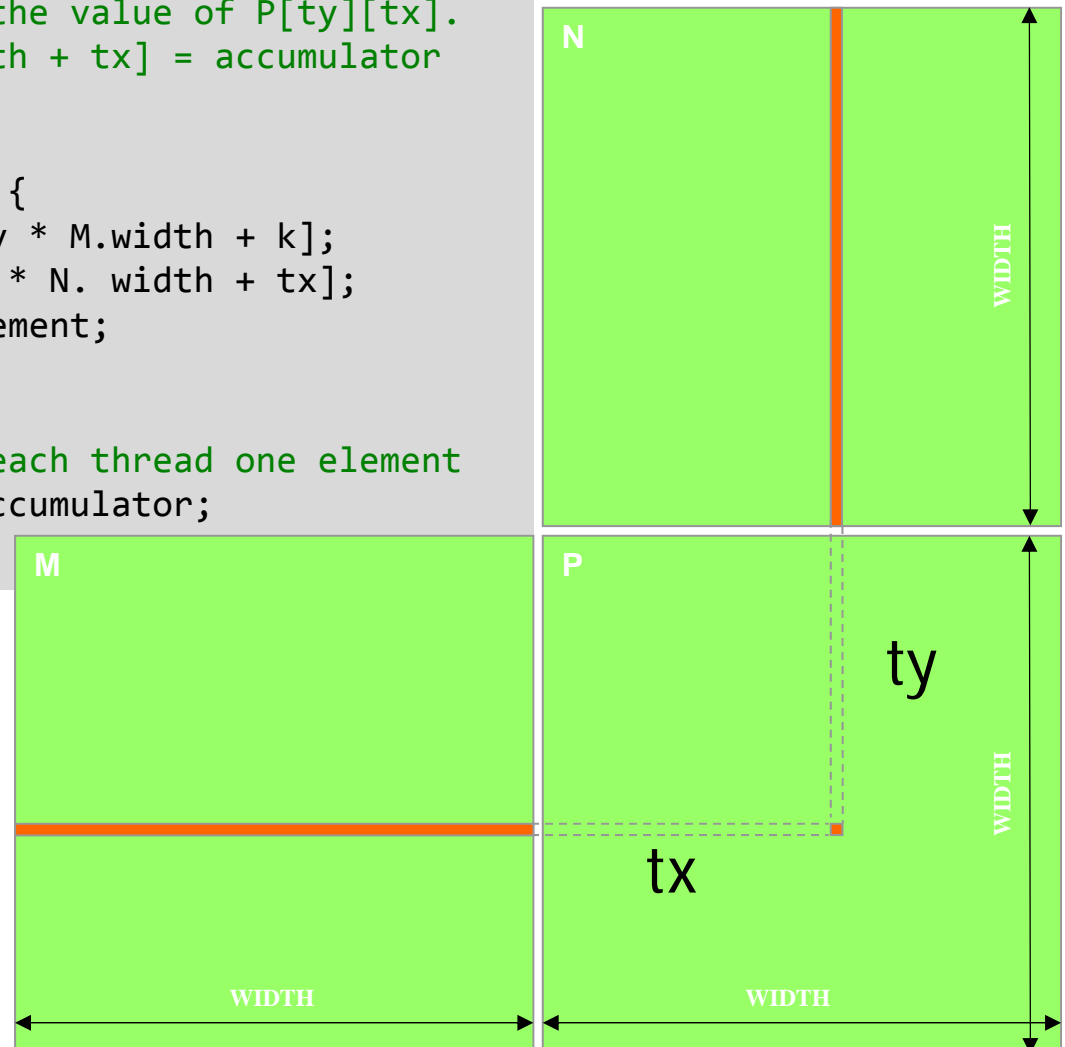 the value of P[ty][tx].
th + tx] = accumulator
{
* M.width + k];
* N. width + tx];
ement;
each thread one element
ccumulator;
N
WIDTH
M
P
ty
WIDTH
tx
WIDTH
WIDTH